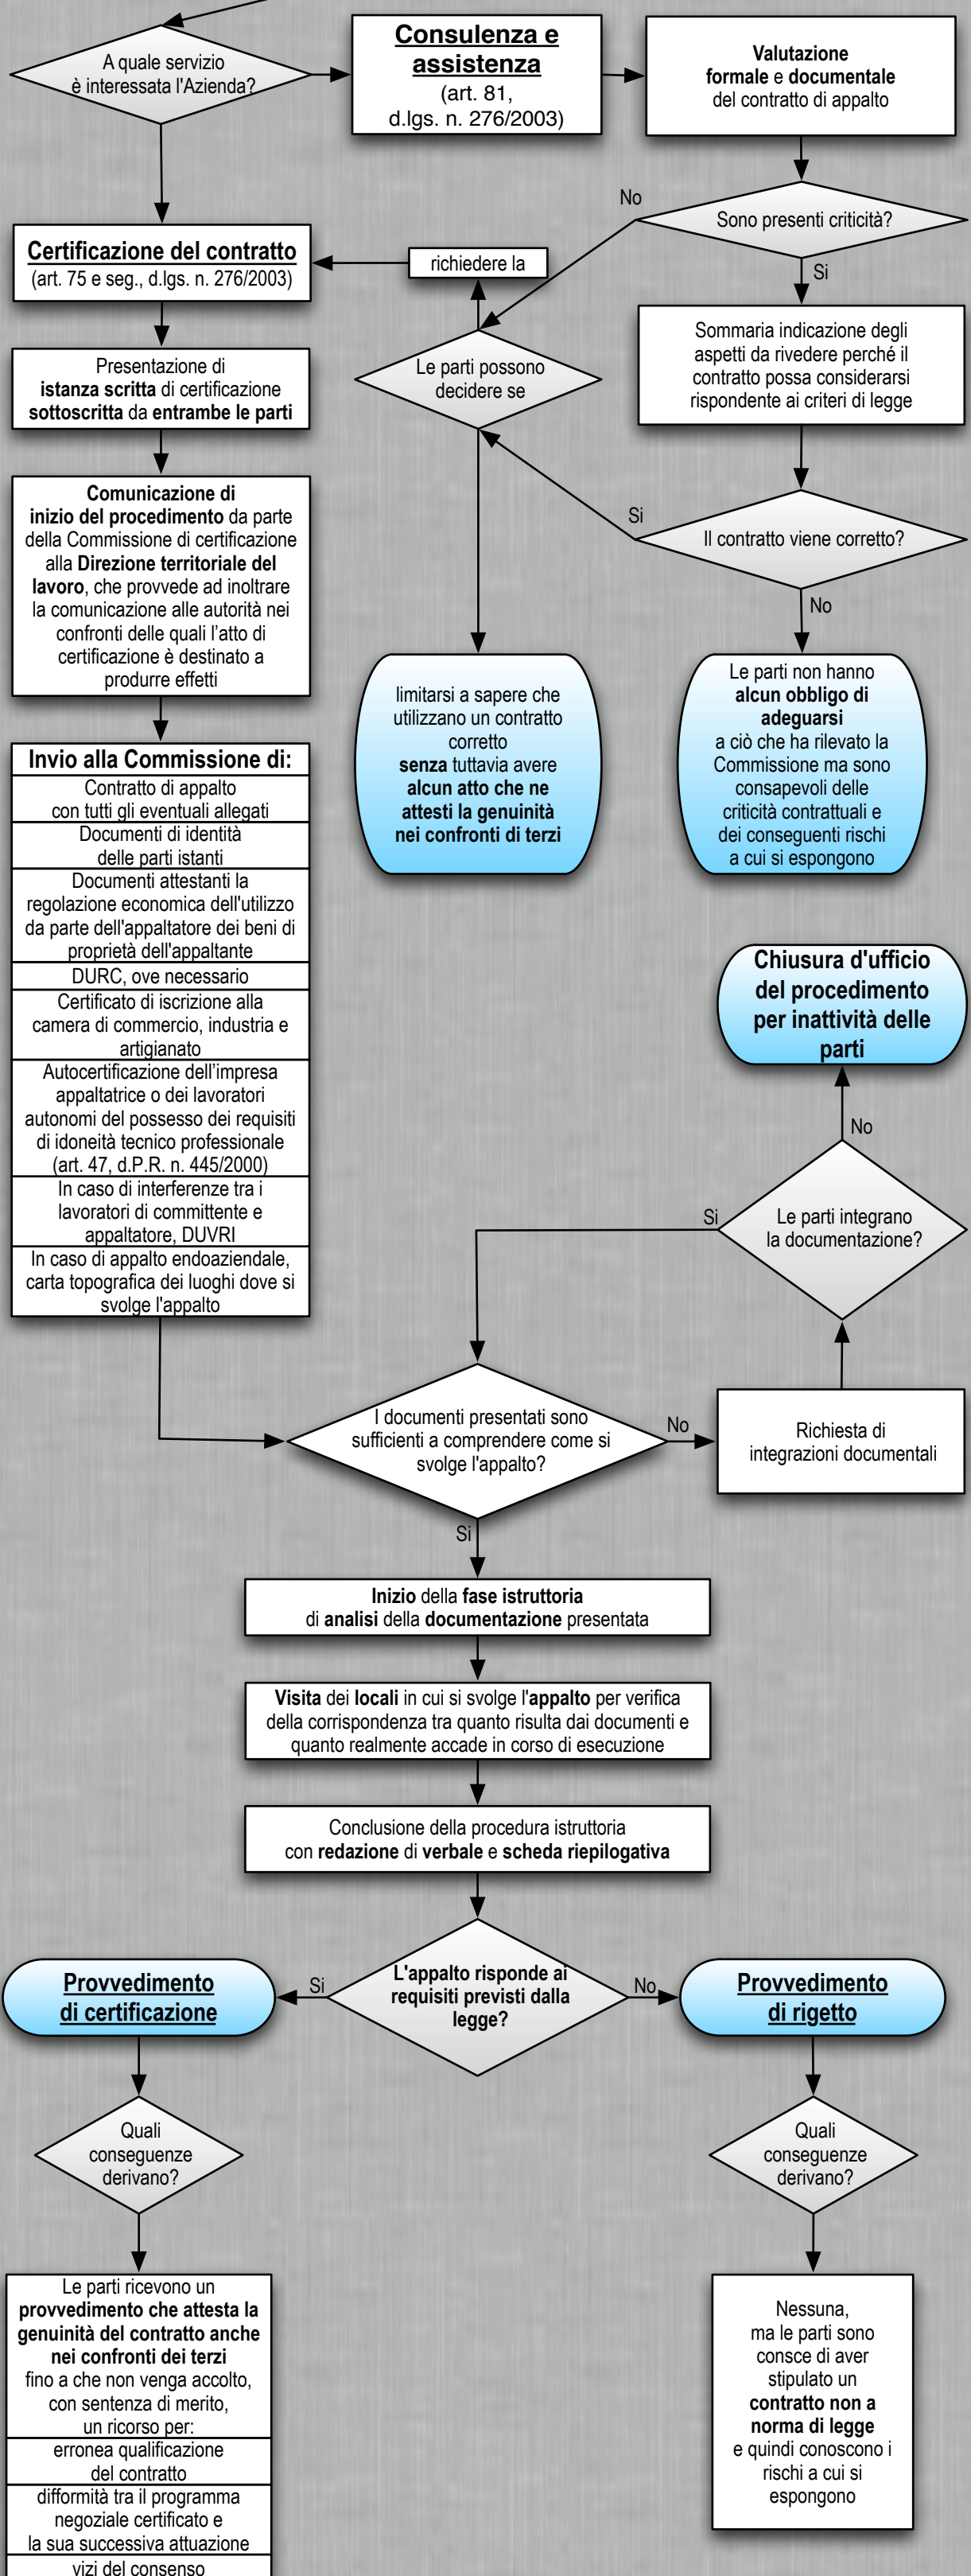 A quale servizio
è interessata l'Azienda?
Consulenza e
assistenza
(art. 81,
d.lgs. n. 276/2003)
Valutazione
formale e documentale
del contratto di appalto
No
Sono presenti criticità?
Si
Certificazione del contratto
(art. 75 e seg., d.lgs. n. 276/2003)
richiedere la
Sommaria indicazione degli
aspetti da rivedere perché il
contratto possa considerarsi
rispondente ai criteri di legge
Le parti possono
decidere se
Presentazione di
istanza scritta di certificazione
sottoscritta da entrambe le parti
Si
Il contratto viene corretto?
No
Comunicazione di
inizio del procedimento da parte
della Commissione di certificazione
alla Direzione territoriale del
lavoro, che provvede ad inoltrare
la comunicazione alle autorità nei
confronti delle quali l’atto di
certificazione è destinato a
produrre effetti
limitarsi a sapere che
utilizzano un contratto
corretto
senza tuttavia avere
alcun atto che ne
attesti la genuinità
nei confronti di terzi
Le parti non hanno
alcun obbligo di
adeguarsi
a ciò che ha rilevato la
Commissione ma sono
consapevoli delle
criticità contrattuali e
dei conseguenti rischi
a cui si espongono
Invio alla Commissione di:
Contratto di appalto
con tutti gli eventuali allegati
Documenti di identità
delle parti istanti
Documenti attestanti la
regolazione economica dell'utilizzo
da parte dell'appaltatore dei beni di
proprietà dell'appaltante
DURC, ove necessario
Certificato di iscrizione alla
camera di commercio, industria e
artigianato
Autocertificazione dell’impresa
appaltatrice o dei lavoratori
autonomi del possesso dei requisiti
di idoneità tecnico professionale
(art. 47, d.P.R. n. 445/2000)
In caso di interferenze tra i
lavoratori di committente e
appaltatore, DUVRI
In caso di appalto endoaziendale,
carta topografica dei luoghi dove si
svolge l'appalto
Chiusura d'ufficio
del procedimento
per inattività delle
parti
No
Si
Le parti integrano
la documentazione?
I documenti presentati sono
sufficienti a comprendere come si
svolge l'appalto?
No
Richiesta di
integrazioni documentali
Si
Inizio della fase istruttoria
di analisi della documentazione presentata
Visita dei locali in cui si svolge l'appalto per verifica
della corrispondenza tra quanto risulta dai documenti e
quanto realmente accade in corso di esecuzione
Conclusione della procedura istruttoria
con redazione di verbale e scheda riepilogativa
L'appalto risponde ai
requisiti previsti dalla
legge?
Si
No
Provvedimento
di certificazione
Provvedimento
di rigetto
Quali
conseguenze
derivano?
Quali
conseguenze
derivano?
Le parti ricevono un
provvedimento che attesta la
genuinità del contratto anche
nei confronti dei terzi
fino a che non venga accolto,
con sentenza di merito,
un ricorso per:
erronea qualificazione
del contratto
difformità tra il programma
negoziale certificato e
la sua successiva attuazione
vizi del consenso
Nessuna,
ma le parti sono
consce di aver
stipulato un
contratto non a
norma di legge
e quindi conoscono i
rischi a cui si
espongono